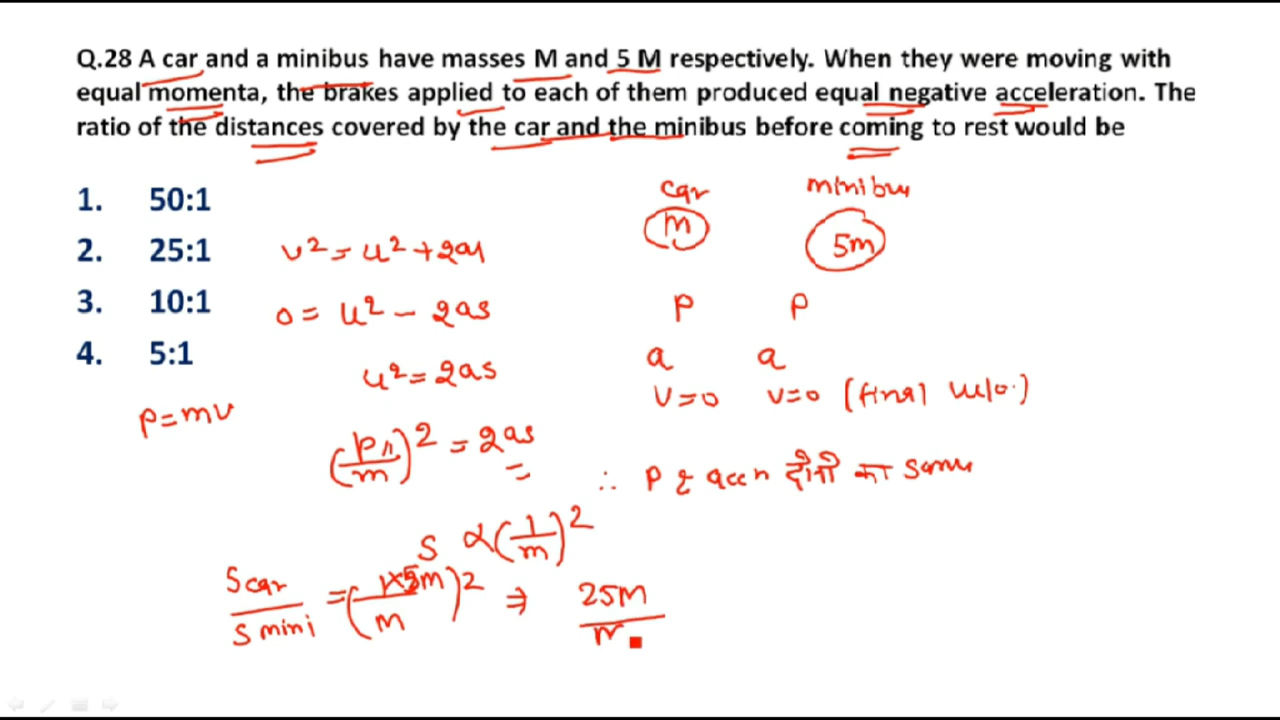 Q.28 A car and a minibus have masses M and 5 M respectively. When they were moving with
equal momenta, the brakes applied to each of them produced equal negative acceleration. The
ratio of the distances covered by the car and the minibus before coming to rest would be
1. 50:1
2. 25:1
3. 10:1
4. 5:1
v² = u² + 2as
0 = u² - 2as
u² = 2as
P = mv
(P/m)² = 2as
S ∝ (1/m)²
S car / S mini = (1×5m / m)² ⇒ 25M / M
car minibus
m 5m
P P
a a
V=0 v=0 (final velo.)
∴ P & accn दोनो का same